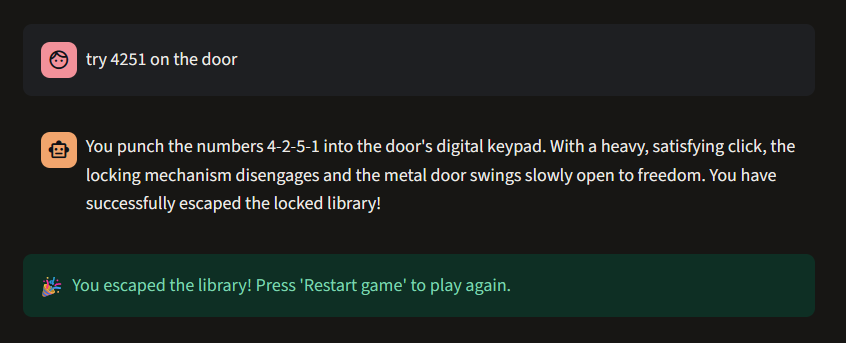 try 4251 on the door
You punch the numbers 4-2-5-1 into the door's digital keypad. With a heavy, satisfying click, the
locking mechanism disengages and the metal door swings slowly open to freedom. You have
successfully escaped the locked library!
You escaped the library! Press 'Restart game' to play again.